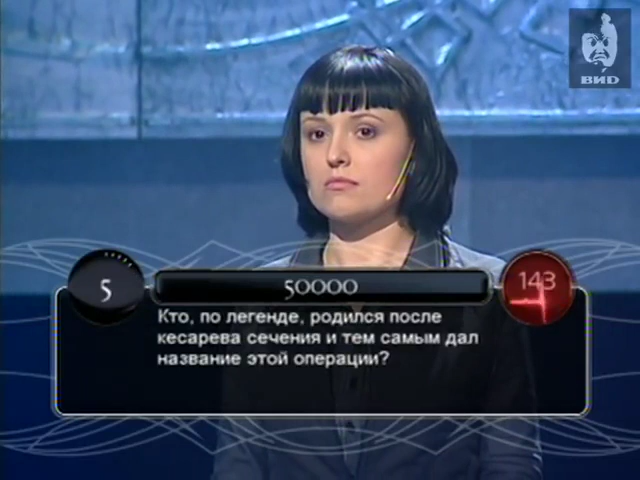 ВИD
5
50000
143
Кто, по легенде, родился после
кесарева сечения и тем самым дал
название этой операции?